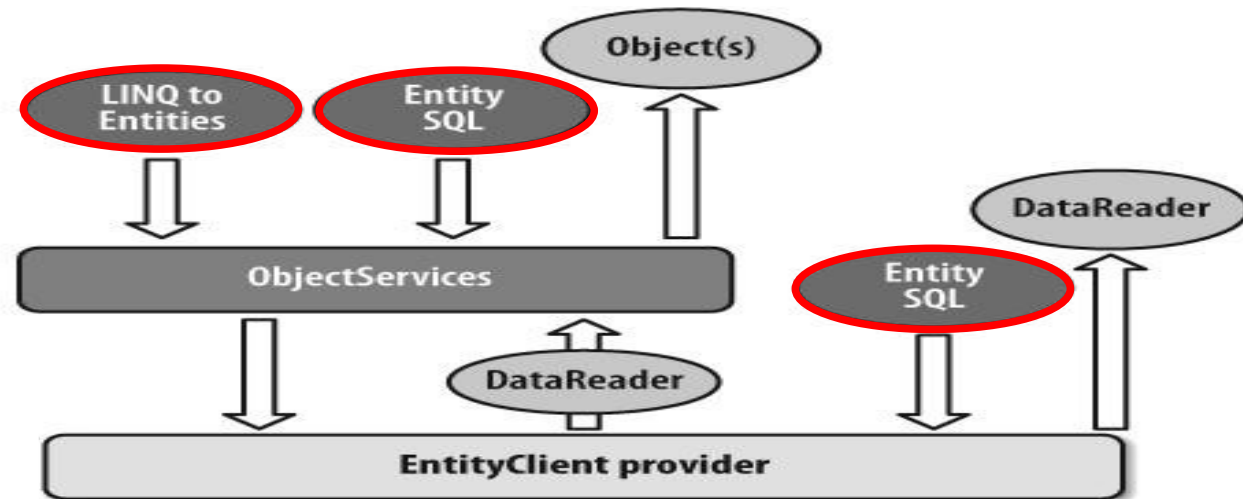 Object(s)
LINQ to
Entities
Entity
SQL
DataReader
ObjectServices
Entity
SQL
DataReader
EntityClient provider